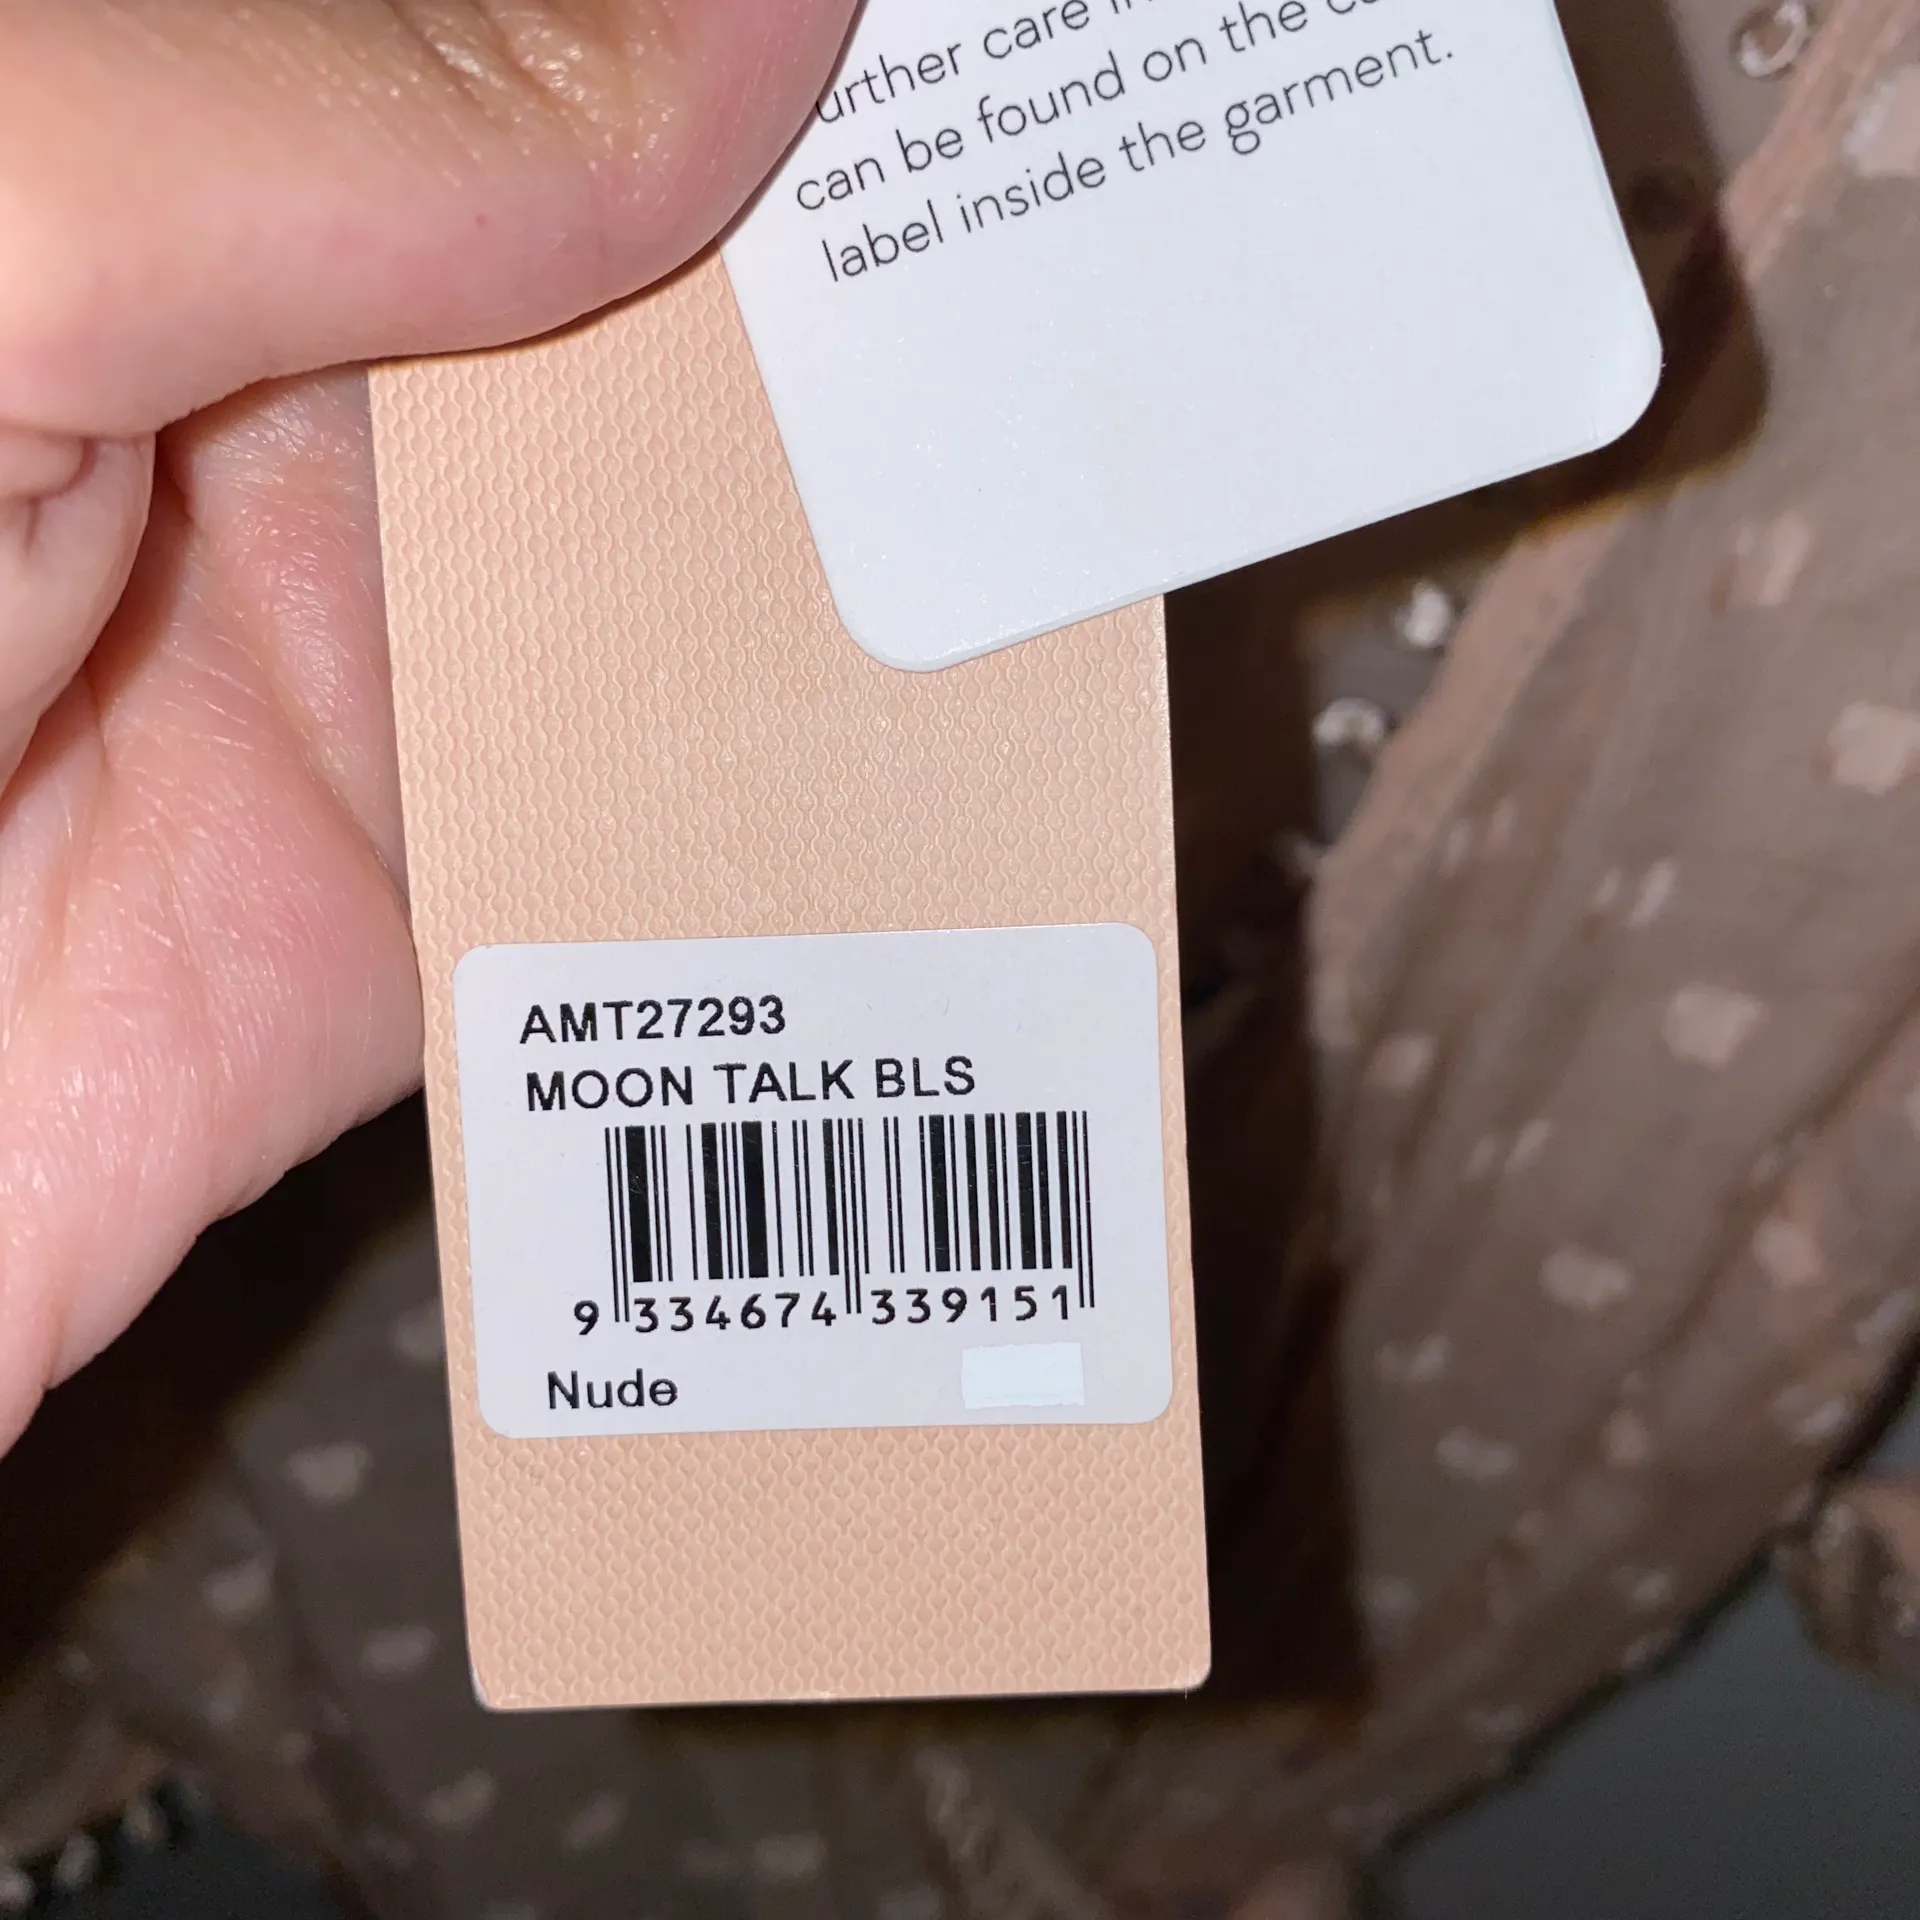 urther care
can be found on the
label inside the garment.
AMT27293
MOON TALK BLS
9 334674 339151
Nude